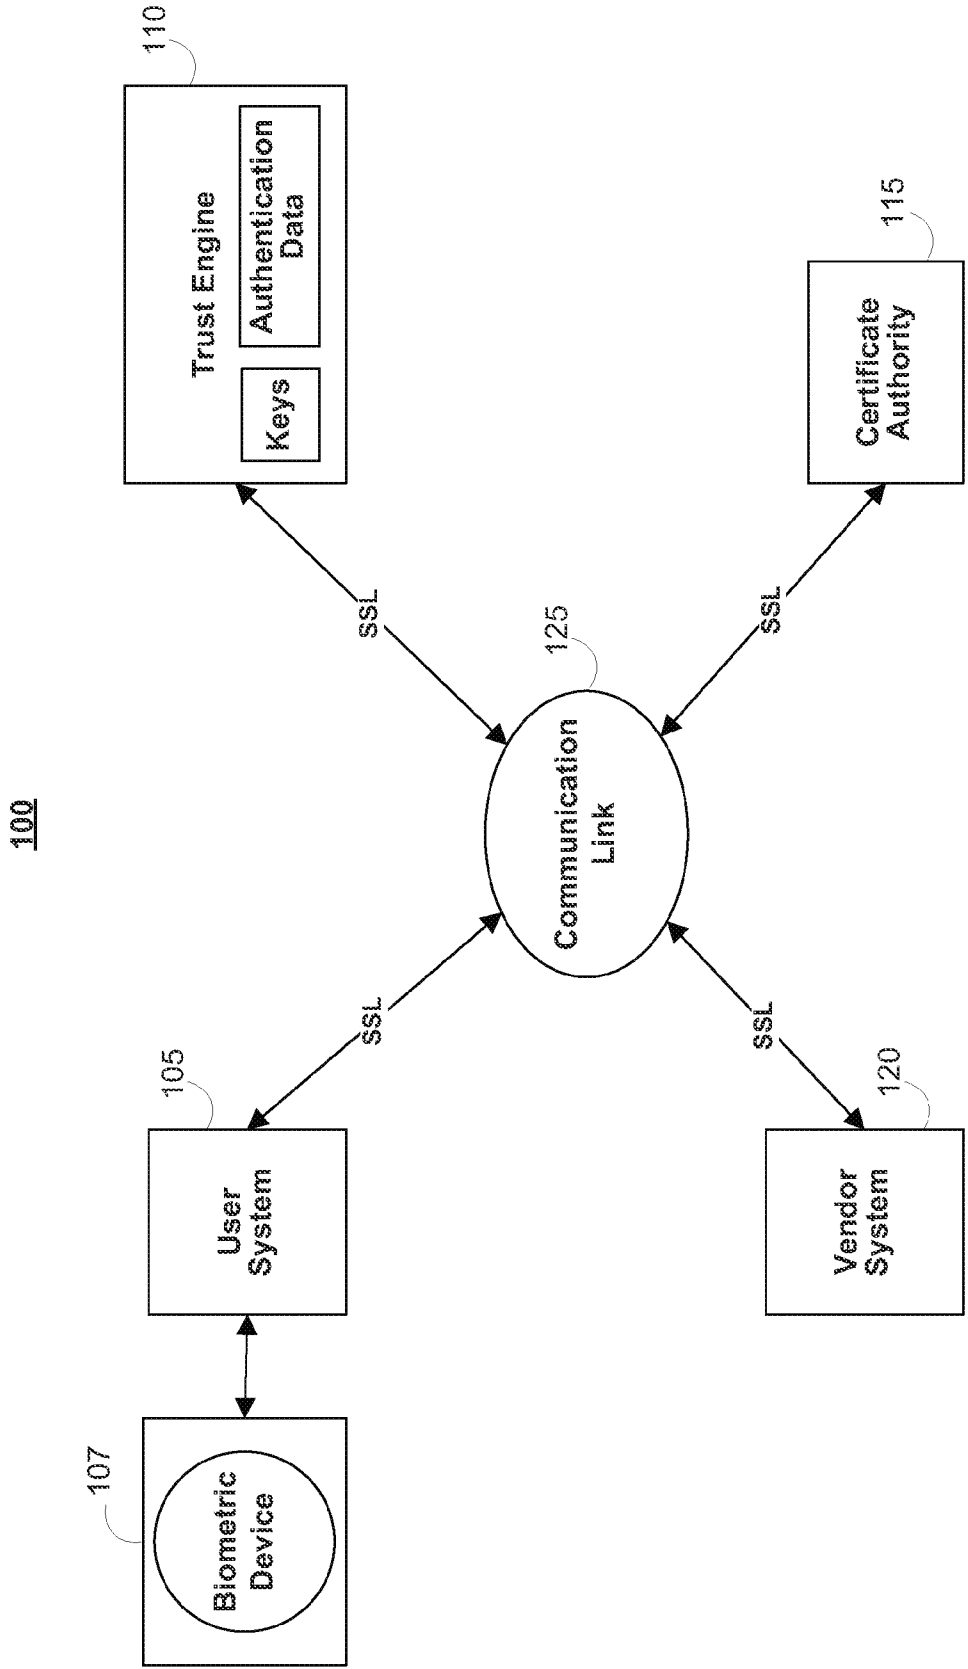 100
107
Biometric
Device
105
User
System
SSL
110
Trust Engine
Keys
Authentication
Data
SSL
125
Communication
Link
SSL
120
Vendor
System
SSL
115
Certificate
Authority